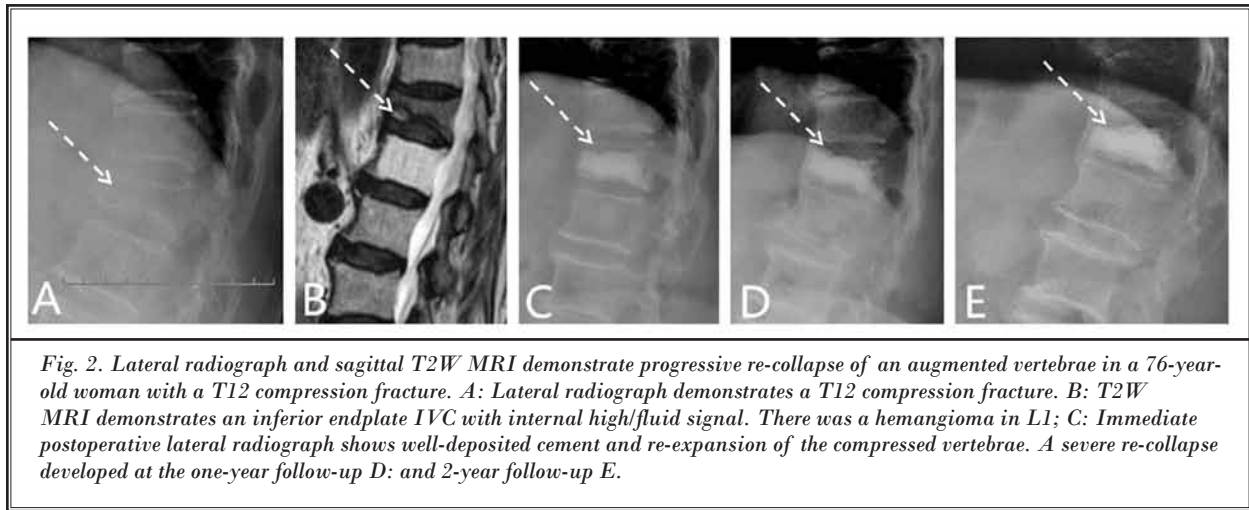 A B C D E
Fig. 2. Lateral radiograph and sagittal T2W MRI demonstrate progressive re-collapse of an augmented vertebrae in a 76-year-
old woman with a T12 compression fracture. A: Lateral radiograph demonstrates a T12 compression fracture. B: T2W
MRI demonstrates an inferior endplate IVC with internal high/fluid signal. There was a hemangioma in L1; C: Immediate
postoperative lateral radiograph shows well-deposited cement and re-expansion of the compressed vertebrae. A severe re-collapse
developed at the one-year follow-up D: and 2-year follow-up E.